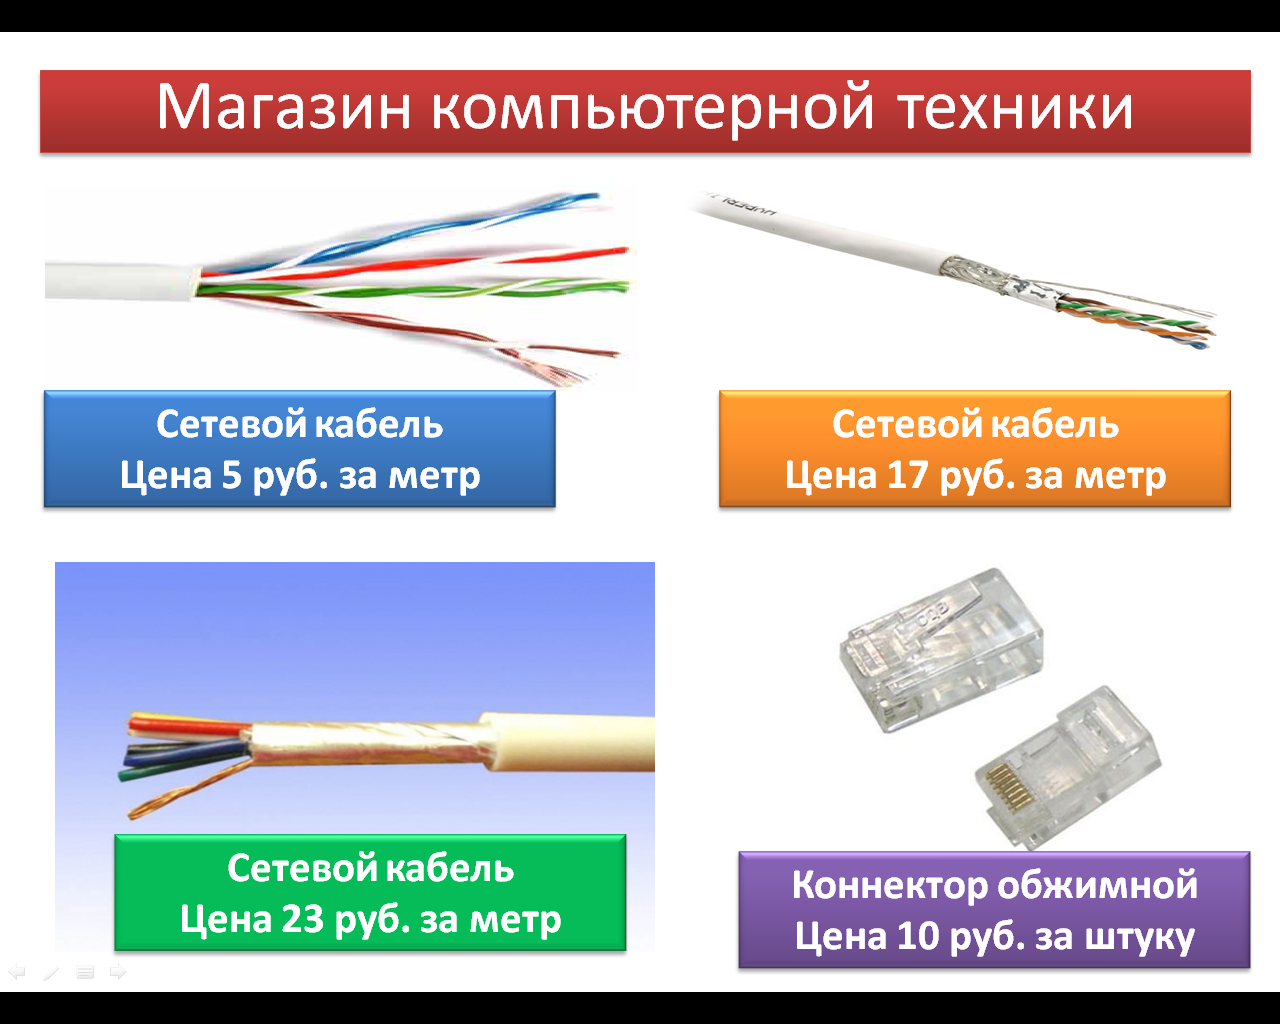 Магазин компьютерной техники
Сетевой кабель
Цена 5 руб. за метр
Сетевой кабель
Цена 17 руб. за метр
Сетевой кабель
Цена 23 руб. за метр
Коннектор обжимной
Цена 10 руб. за штуку